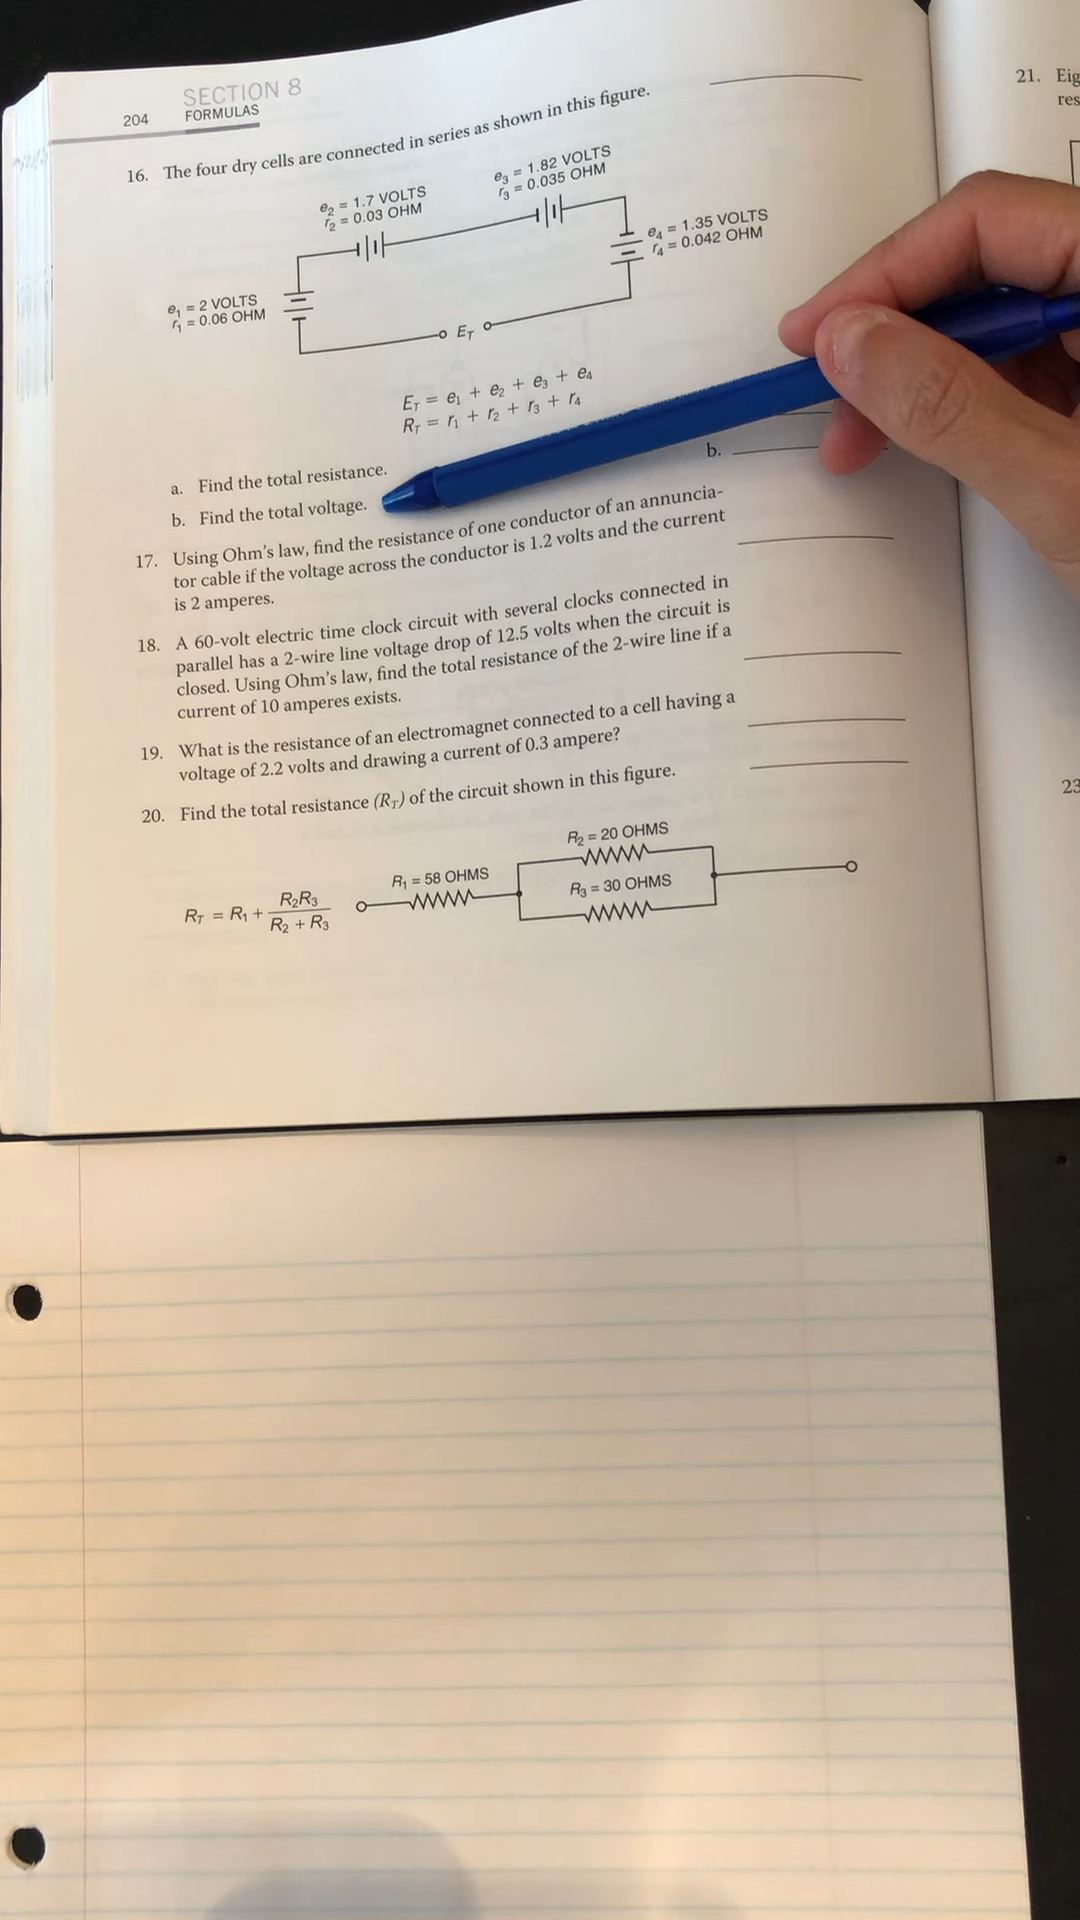 SECTION 8
204 FORMULAS
16. The four dry cells are connected in series as shown in this figure.
e₂ = 1.7 VOLTS
r₂ = 0.03 OHM
e₃ = 1.82 VOLTS
r₃ = 0.035 OHM
e₄ = 1.35 VOLTS
r₄ = 0.042 OHM
e₁ = 2 VOLTS
r₁ = 0.06 OHM
E_T
E_T = e₁ + e₂ + e₃ + e₄
R_T = r₁ + r₂ + r₃ + r₄
a. Find the total resistance.
b.
b. Find the total voltage.
17. Using Ohm's law, find the resistance of one conductor of an annuncia-
tor cable if the voltage across the conductor is 1.2 volts and the current
is 2 amperes.
18. A 60-volt electric time clock circuit with several clocks connected in
parallel has a 2-wire line voltage drop of 12.5 volts when the circuit is
closed. Using Ohm's law, find the total resistance of the 2-wire line if a
current of 10 amperes exists.
19. What is the resistance of an electromagnet connected to a cell having a
voltage of 2.2 volts and drawing a current of 0.3 ampere?
20. Find the total resistance (R_T) of the circuit shown in this figure.
R₂ = 20 OHMS
R₁ = 58 OHMS
R₃ = 30 OHMS
R_T = R₁ + R₂R₃ / R₂ + R₃
21.
23